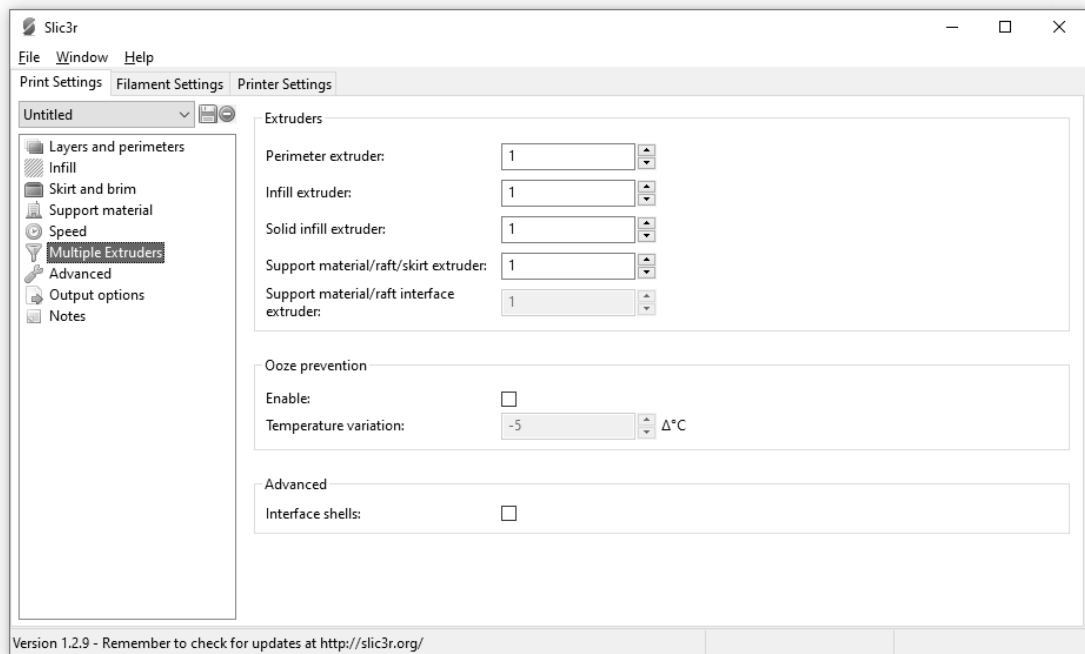 Slic3r
File Window Help
Print Settings Filament Settings Printer Settings
Untitled
Layers and perimeters
Infill
Skirt and brim
Support material
Speed
Multiple Extruders
Advanced
Output options
Notes
Extruders
Perimeter extruder: 1
Infill extruder: 1
Solid infill extruder: 1
Support material/raft/skirt extruder: 1
Support material/raft interface
extruder: 1
Ooze prevention
Enable:
Temperature variation: -5 Δ°C
Advanced
Interface shells:
Version 1.2.9 - Remember to check for updates at http://slic3r.org/